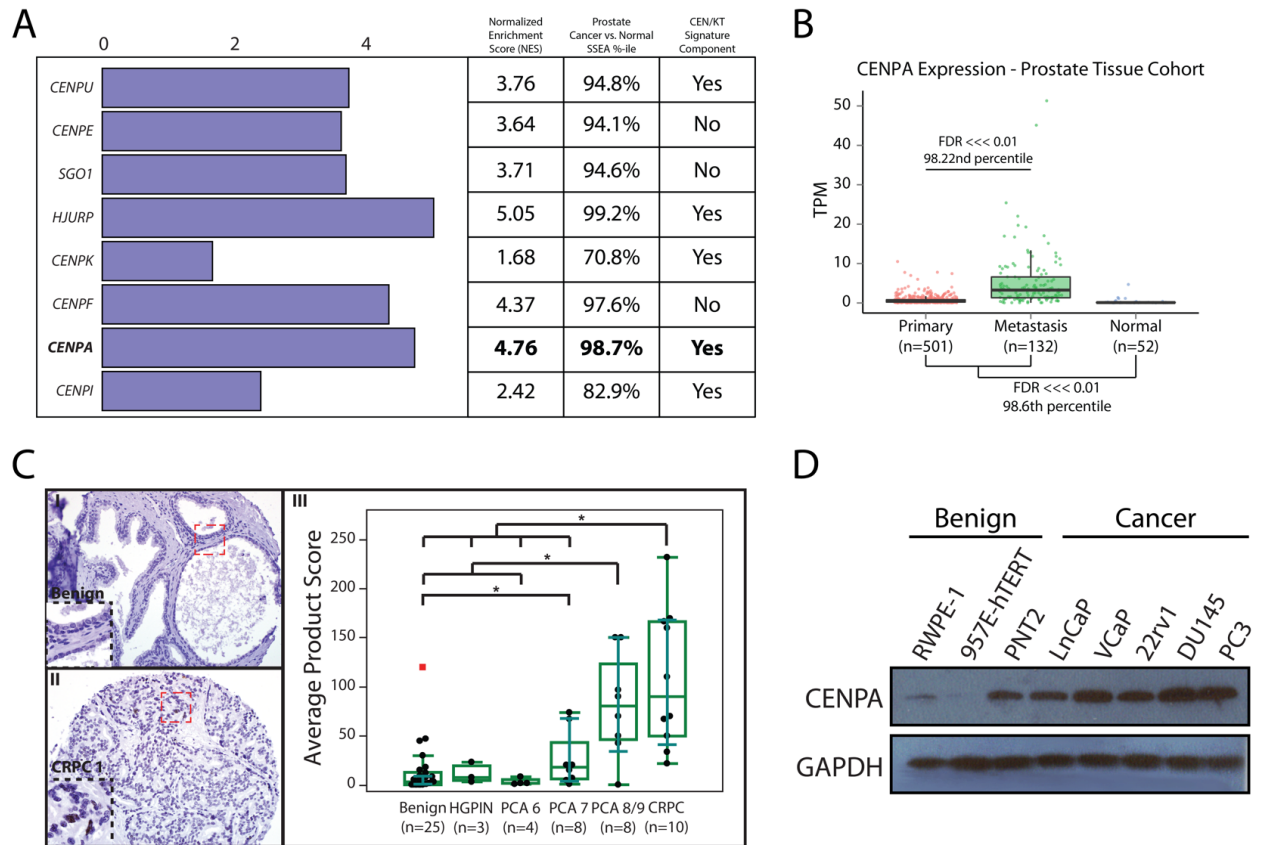 A
0 2 4
Normalized
Enrichment
Score (NES)
Prostate
Cancer vs. Normal
SSEA %-ile
CEN/KT
Signature
Component
CENPU 3.76 94.8% Yes
CENPE 3.64 94.1% No
SGO1 3.71 94.6% No
HJURP 5.05 99.2% Yes
CENPK 1.68 70.8% Yes
CENPF 4.37 97.6% No
CENPA 4.76 98.7% Yes
CENPI 2.42 82.9% Yes
B
CENPA Expression - Prostate Tissue Cohort
TPM
50
40
30
20
10
0
FDR <<< 0.01
98.22nd percentile
Primary Metastasis Normal
(n=501) (n=132) (n=52)
FDR <<< 0.01
98.6th percentile
C
I
Benign
II
CRPC 1
III
Average Product Score
250
200
150
100
50
0
*
*
*
Benign HGPIN PCA 6 PCA 7 PCA 8/9 CRPC
(n=25) (n=3) (n=4) (n=8) (n=8) (n=10)
D
Benign Cancer
RWPE-1
957E-hTERT
PNT2
LnCaP
VCaP
22rv1
DU145
PC3
CENPA
GAPDH